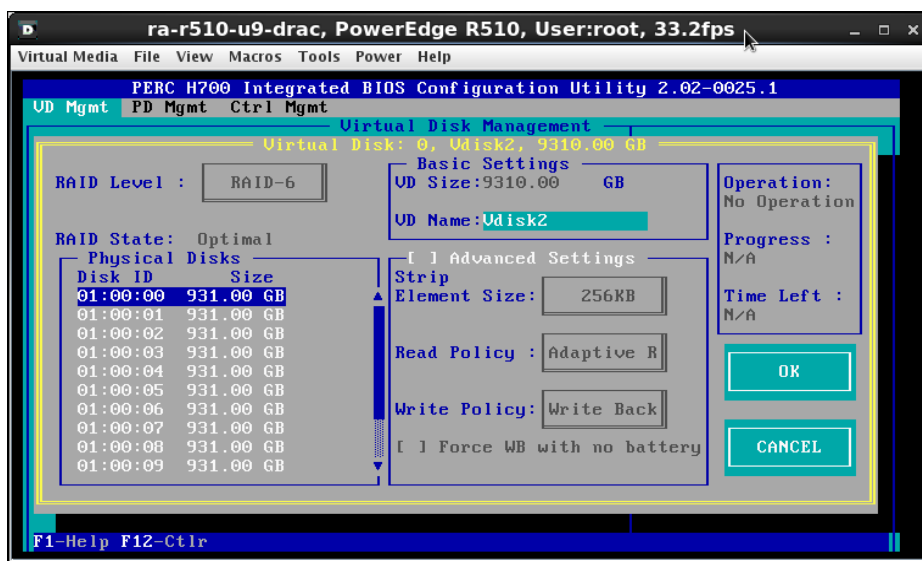 ra-r510-u9-drac, PowerEdge R510, User:root, 33.2fps
Virtual Media File View Macros Tools Power Help
PERC H700 Integrated BIOS Configuration Utility 2.02-0025.1
VD Mgmt PD Mgmt Ctrl Mgmt
Virtual Disk Management
Virtual Disk: 0, Vdisk2, 9310.00 GB
RAID Level : RAID-6
RAID State: Optimal
Physical Disks
Disk ID Size
01:00:00 931.00 GB
01:00:01 931.00 GB
01:00:02 931.00 GB
01:00:03 931.00 GB
01:00:04 931.00 GB
01:00:05 931.00 GB
01:00:06 931.00 GB
01:00:07 931.00 GB
01:00:08 931.00 GB
01:00:09 931.00 GB
Basic Settings
VD Size:9310.00 GB
VD Name:Vdisk2
[ ] Advanced Settings
Strip
Element Size: 256KB
Read Policy : Adaptive R
Write Policy: Write Back
[ ] Force WB with no battery
Operation:
No Operation
Progress :
N/A
Time Left :
N/A
OK
CANCEL
F1-Help F12-Ctlr